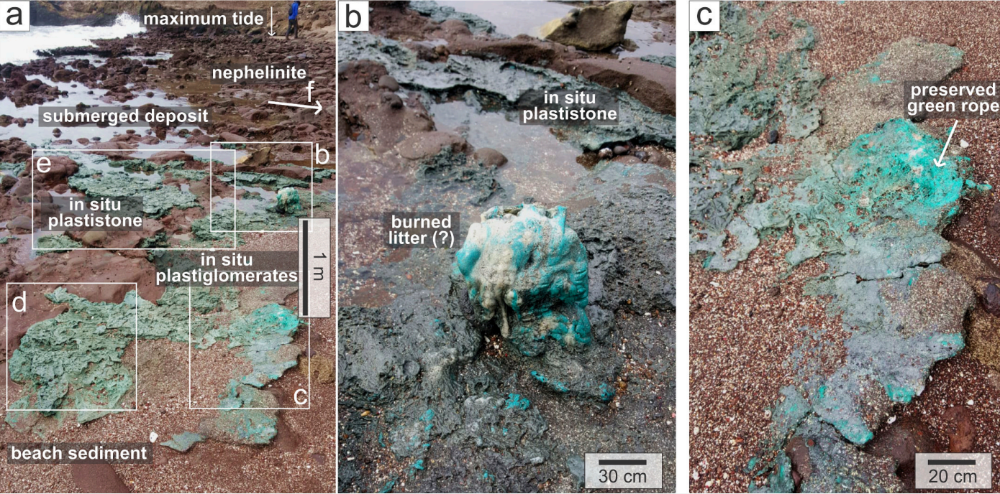 a
maximum tide
nephelinite
f
submerged deposit
e
b
in situ
plastistone
in situ
plastiglomerates
1 m
d
c
beach sediment
b
in situ
plastistone
burned
litter (?)
30 cm
c
preserved
green rope
20 cm